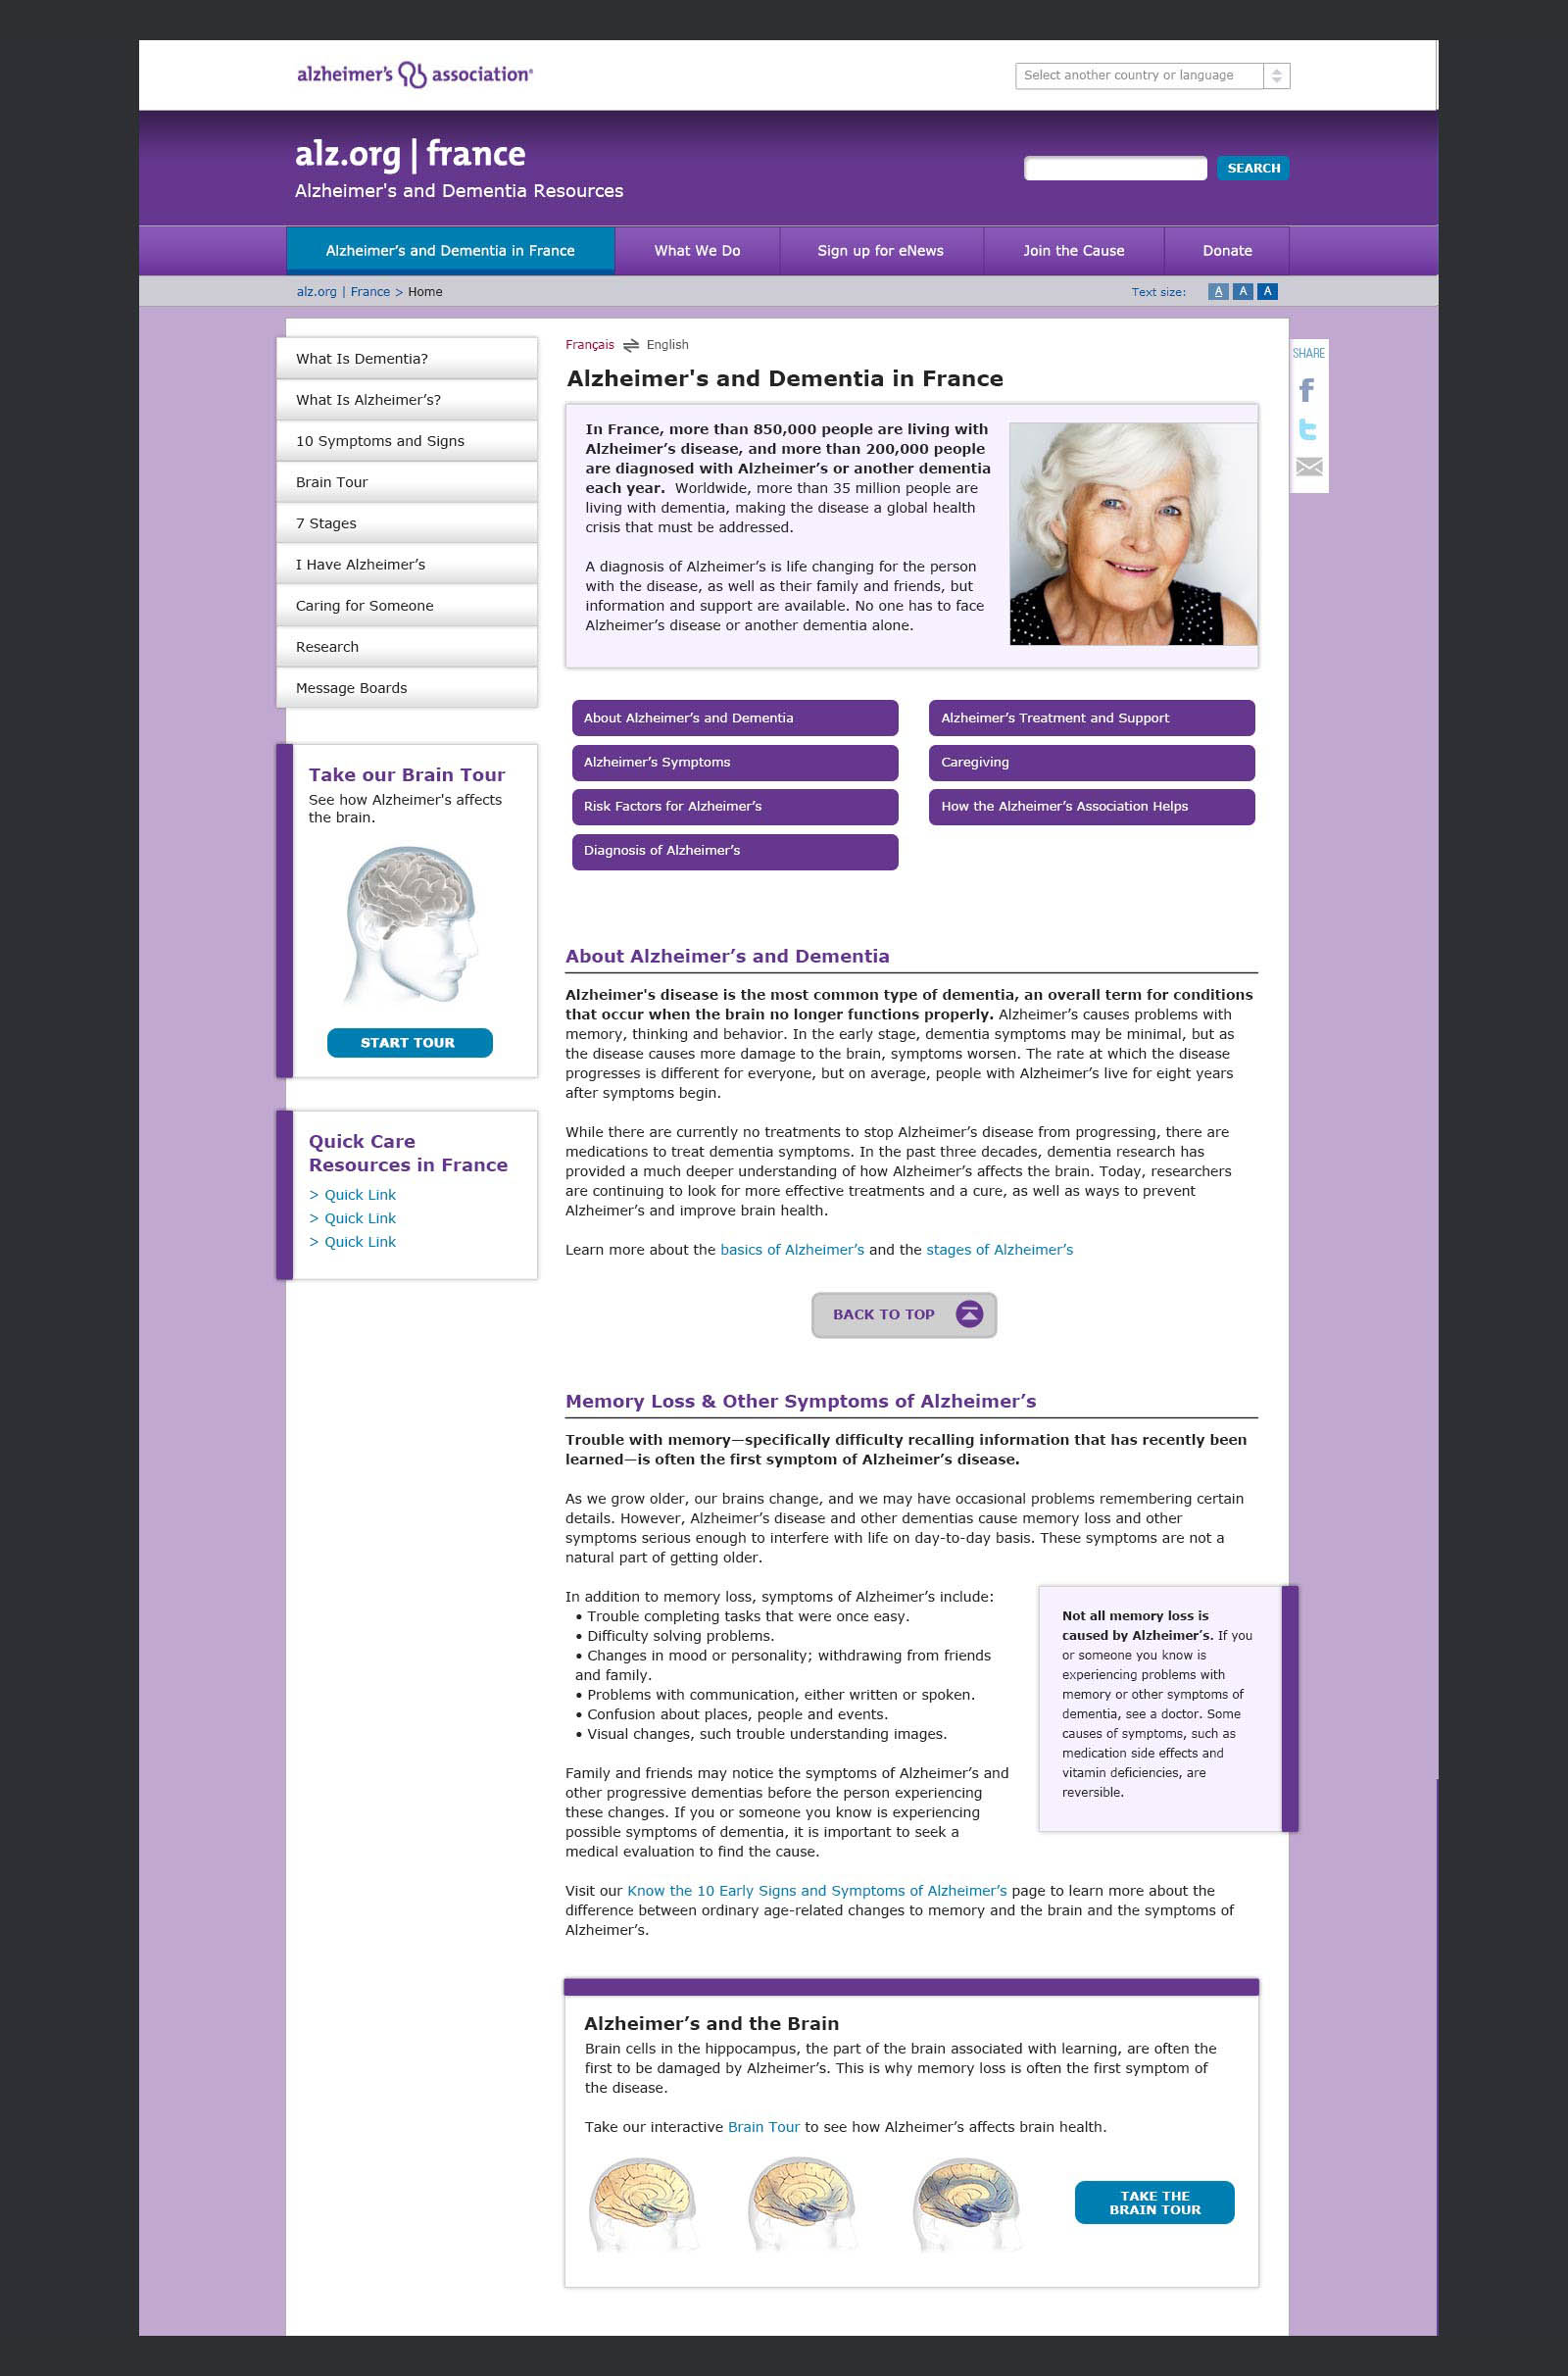 alzheimer's association®
Select another country or language
alz.org | france
Alzheimer's and Dementia Resources
SEARCH
Alzheimer’s and Dementia in France
What We Do
Sign up for eNews
Join the Cause
Donate
alz.org | France > Home
Text size: A A A
What Is Dementia?
What Is Alzheimer’s?
10 Symptoms and Signs
Brain Tour
7 Stages
I Have Alzheimer’s
Caring for Someone
Research
Message Boards
Take our Brain Tour
See how Alzheimer's affects
the brain.
START TOUR
Quick Care
Resources in France
> Quick Link
> Quick Link
> Quick Link
Français ⇌ English
Alzheimer's and Dementia in France
In France, more than 850,000 people are living with
Alzheimer’s disease, and more than 200,000 people
are diagnosed with Alzheimer’s or another dementia
each year. Worldwide, more than 35 million people are
living with dementia, making the disease a global health
crisis that must be addressed.
A diagnosis of Alzheimer’s is life changing for the person
with the disease, as well as their family and friends, but
information and support are available. No one has to face
Alzheimer’s disease or another dementia alone.
SHARE
f
t
About Alzheimer’s and Dementia
Alzheimer’s Symptoms
Risk Factors for Alzheimer’s
Diagnosis of Alzheimer’s
Alzheimer’s Treatment and Support
Caregiving
How the Alzheimer’s Association Helps
About Alzheimer’s and Dementia
Alzheimer's disease is the most common type of dementia, an overall term for conditions
that occur when the brain no longer functions properly. Alzheimer’s causes problems with
memory, thinking and behavior. In the early stage, dementia symptoms may be minimal, but as
the disease causes more damage to the brain, symptoms worsen. The rate at which the disease
progresses is different for everyone, but on average, people with Alzheimer’s live for eight years
after symptoms begin.
While there are currently no treatments to stop Alzheimer’s disease from progressing, there are
medications to treat dementia symptoms. In the past three decades, dementia research has
provided a much deeper understanding of how Alzheimer’s affects the brain. Today, researchers
are continuing to look for more effective treatments and a cure, as well as ways to prevent
Alzheimer’s and improve brain health.
Learn more about the basics of Alzheimer’s and the stages of Alzheimer’s
BACK TO TOP
Memory Loss & Other Symptoms of Alzheimer’s
Trouble with memory—specifically difficulty recalling information that has recently been
learned—is often the first symptom of Alzheimer’s disease.
As we grow older, our brains change, and we may have occasional problems remembering certain
details. However, Alzheimer’s disease and other dementias cause memory loss and other
symptoms serious enough to interfere with life on day-to-day basis. These symptoms are not a
natural part of getting older.
In addition to memory loss, symptoms of Alzheimer’s include:
• Trouble completing tasks that were once easy.
• Difficulty solving problems.
• Changes in mood or personality; withdrawing from friends
and family.
• Problems with communication, either written or spoken.
• Confusion about places, people and events.
• Visual changes, such trouble understanding images.
Family and friends may notice the symptoms of Alzheimer’s and
other progressive dementias before the person experiencing
these changes. If you or someone you know is experiencing
possible symptoms of dementia, it is important to seek a
medical evaluation to find the cause.
Not all memory loss is
caused by Alzheimer’s. If you
or someone you know is
experiencing problems with
memory or other symptoms of
dementia, see a doctor. Some
causes of symptoms, such as
medication side effects and
vitamin deficiencies, are
reversible.
Visit our Know the 10 Early Signs and Symptoms of Alzheimer’s page to learn more about the
difference between ordinary age-related changes to memory and the brain and the symptoms of
Alzheimer’s.
Alzheimer’s and the Brain
Brain cells in the hippocampus, the part of the brain associated with learning, are often the
first to be damaged by Alzheimer’s. This is why memory loss is often the first symptom of
the disease.
Take our interactive Brain Tour to see how Alzheimer’s affects brain health.
TAKE THE
BRAIN TOUR